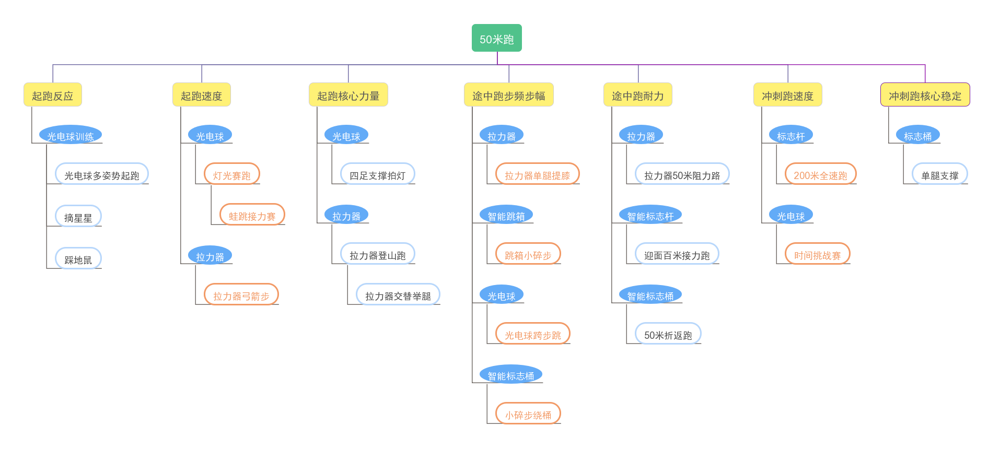 50米跑
起跑反应
光电球训练
光电球多姿势起跑
摘星星
踩地鼠
起跑速度
光电球
灯光赛跑
蛙跳接力赛
拉力器
拉力器弓箭步
起跑核心力量
光电球
四足支撑拍灯
拉力器
拉力器登山跑
拉力器交替举腿
途中跑步频步幅
拉力器
拉力器单腿提膝
智能跳箱
跳箱小碎步
光电球
光电球跨步跳
智能标志桶
小碎步绕桶
途中跑耐力
拉力器
拉力器50米阻力路
智能标志杆
迎面百米接力跑
智能标志桶
50米折返跑
冲刺跑速度
标志杆
200米全速跑
光电球
时间挑战赛
冲刺跑核心稳定
标志桶
单腿支撑